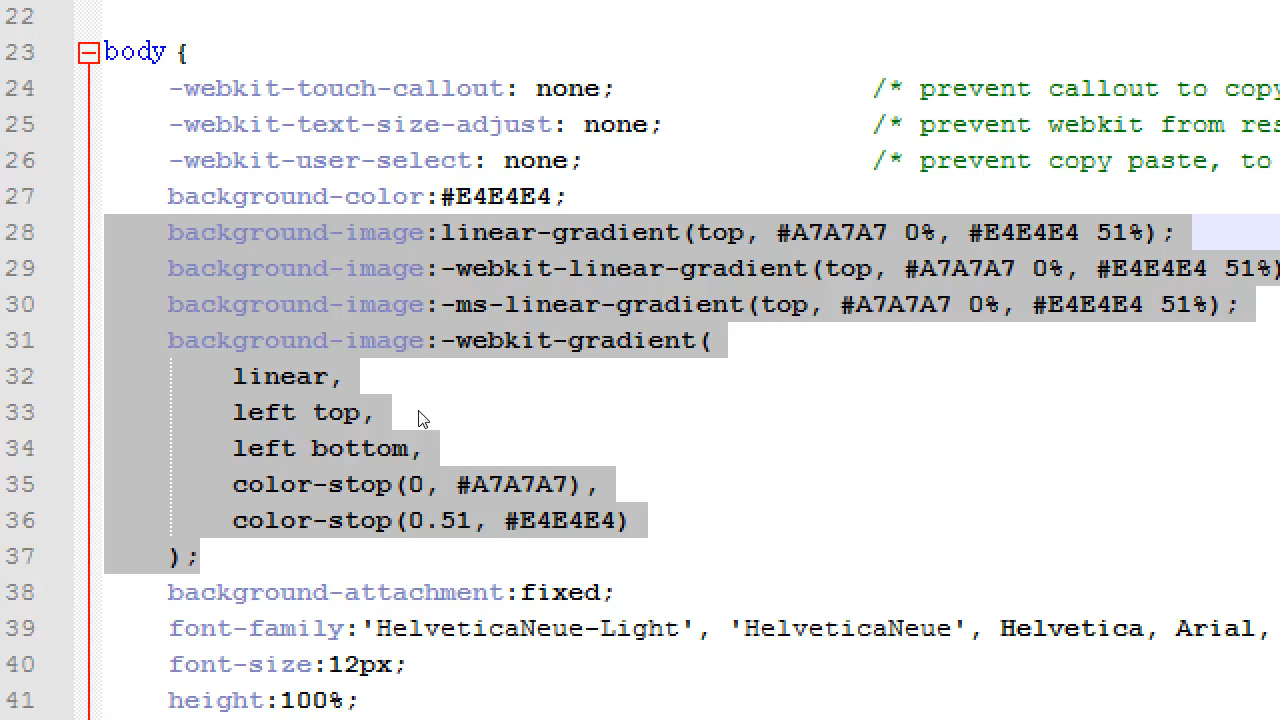 22
23 body {
24 -webkit-touch-callout: none; /* prevent callout to copy
25 -webkit-text-size-adjust: none; /* prevent webkit from res
26 -webkit-user-select: none; /* prevent copy paste, to
27 background-color:#E4E4E4;
28 background-image:linear-gradient(top, #A7A7A7 0%, #E4E4E4 51%);
29 background-image:-webkit-linear-gradient(top, #A7A7A7 0%, #E4E4E4 51%)
30 background-image:-ms-linear-gradient(top, #A7A7A7 0%, #E4E4E4 51%);
31 background-image:-webkit-gradient(
32 linear,
33 left top,
34 left bottom,
35 color-stop(0, #A7A7A7),
36 color-stop(0.51, #E4E4E4)
37 );
38 background-attachment:fixed;
39 font-family:'HelveticaNeue-Light', 'HelveticaNeue', Helvetica, Arial,
40 font-size:12px;
41 height:100%;